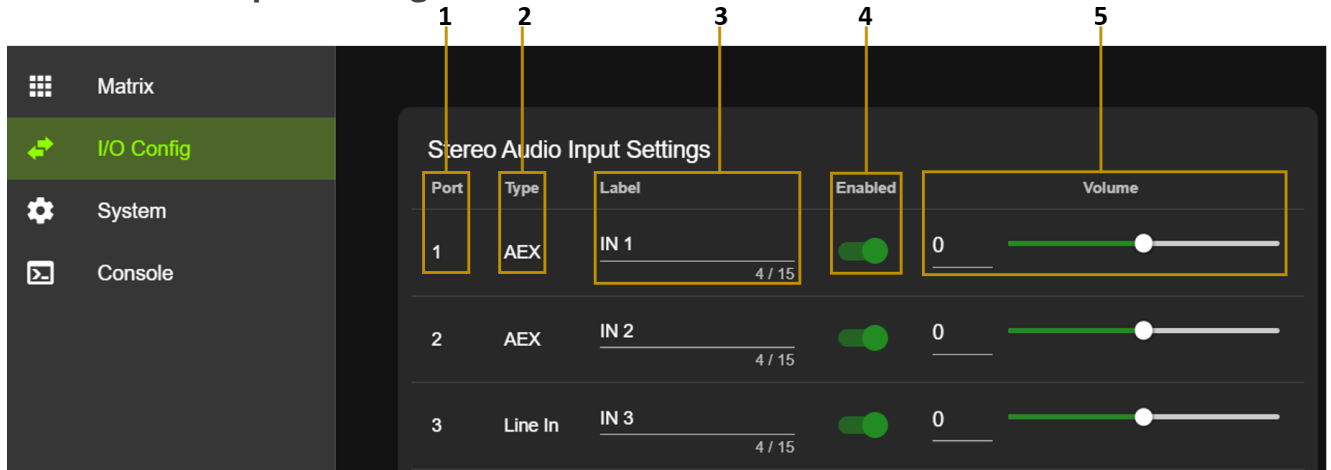 1 2 3 4 5
Matrix
I/O Config
System
Console
Stereo Audio Input Settings
Port Type Label Enabled Volume
1 AEX IN 1 0
4 / 15
2 AEX IN 2 0
4 / 15
3 Line In IN 3 0
4 / 15